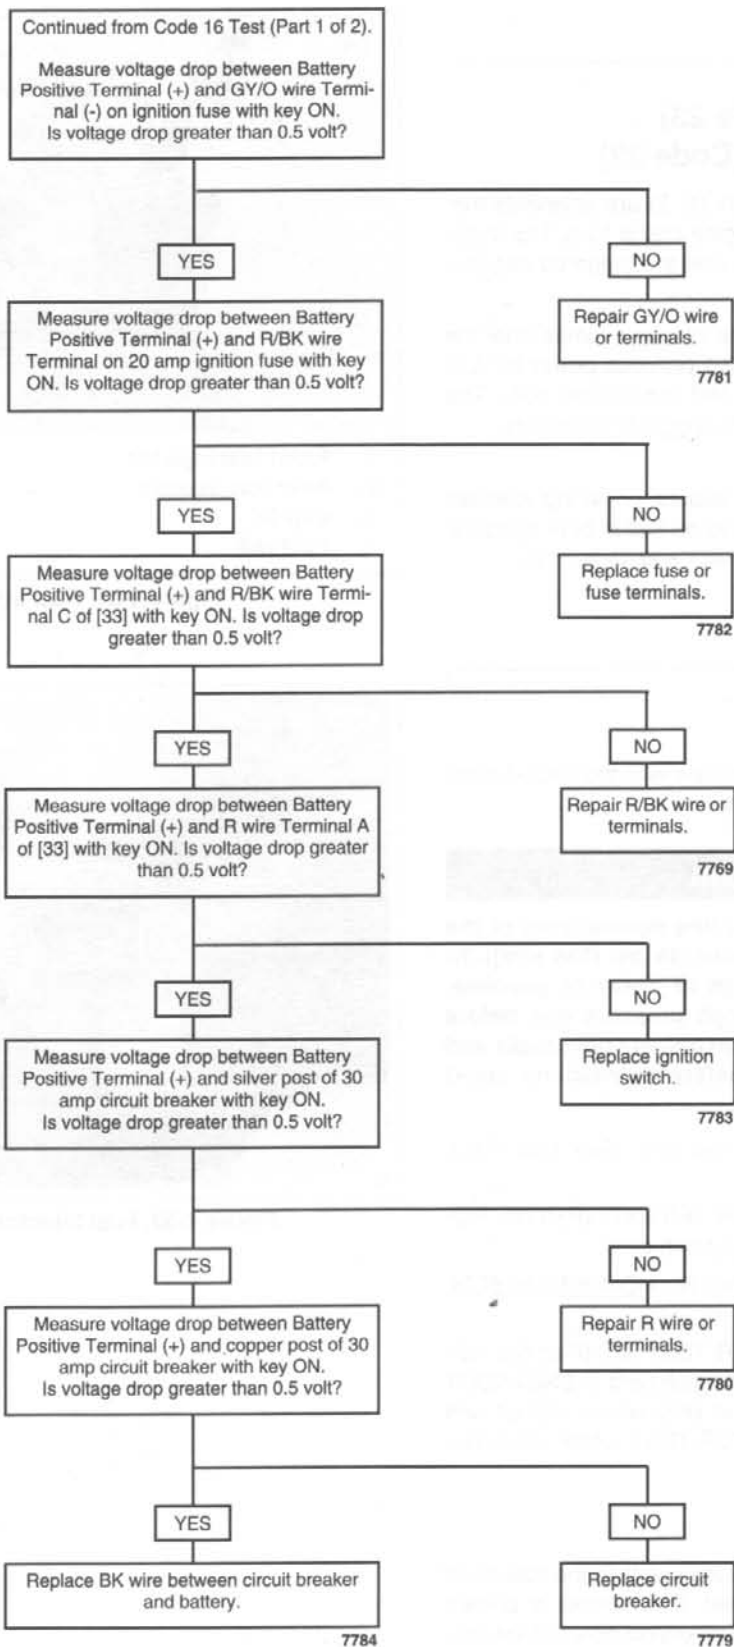 Continued from Code 16 Test (Part 1 of 2).
Measure voltage drop between Battery
Positive Terminal (+) and GY/O wire Termi-
nal (-) on ignition fuse with key ON.
Is voltage drop greater than 0.5 volt?
YES
NO
Measure voltage drop between Battery
Positive Terminal (+) and R/BK wire
Terminal on 20 amp ignition fuse with key
ON. Is voltage drop greater than 0.5 volt?
Repair GY/O wire
or terminals.
7781
YES
NO
Measure voltage drop between Battery
Positive Terminal (+) and R/BK wire Termi-
nal C of [33] with key ON. Is voltage drop
greater than 0.5 volt?
Replace fuse or
fuse terminals.
7782
YES
NO
Measure voltage drop between Battery
Positive Terminal (+) and R wire Terminal A
of [33] with key ON. Is voltage drop greater
than 0.5 volt?
Repair R/BK wire or
terminals.
7769
YES
NO
Measure voltage drop between Battery
Positive Terminal (+) and silver post of 30
amp circuit breaker with key ON.
Is voltage drop greater than 0.5 volt?
Replace ignition
switch.
7783
YES
NO
Measure voltage drop between Battery
Positive Terminal (+) and copper post of 30
amp circuit breaker with key ON.
Is voltage drop greater than 0.5 volt?
Repair R wire or
terminals.
7780
YES
NO
Replace BK wire between circuit breaker
and battery.
7784
Replace circuit
breaker.
7779